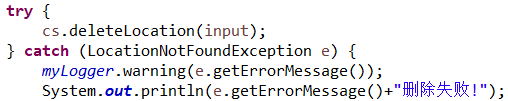 try {
    cs.deleteLocation(input);
} catch (LocationNotFoundException e) {
    myLogger.warning(e.getErrorMessage());
    System.out.println(e.getErrorMessage()+"删除失败!");